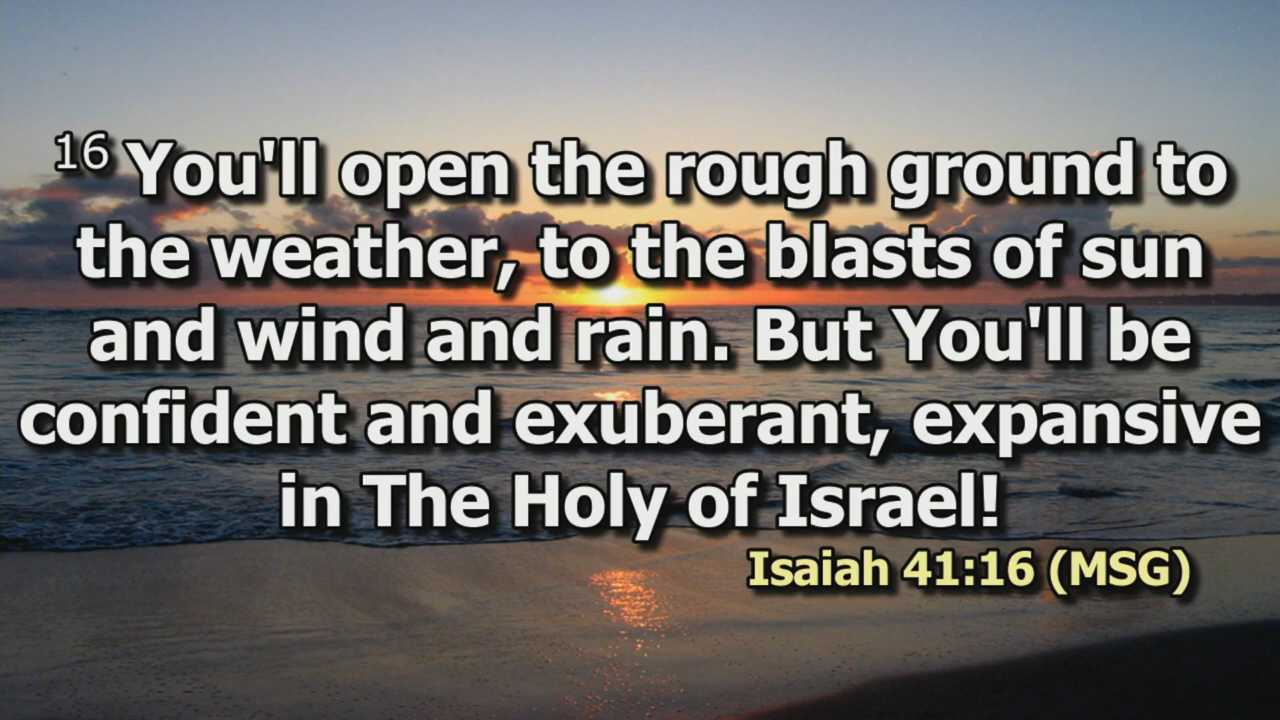 16 You'll open the rough ground to
the weather, to the blasts of sun
and wind and rain. But You'll be
confident and exuberant, expansive
in The Holy of Israel!
Isaiah 41:16 (MSG)